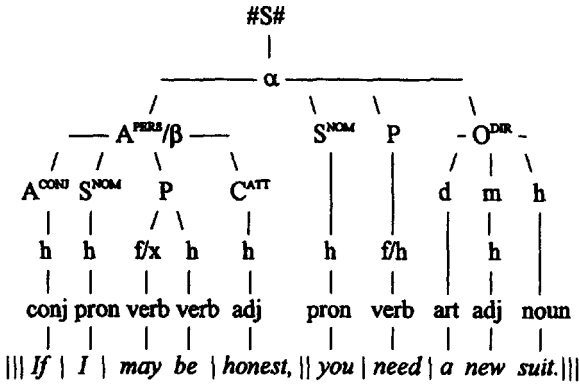 #S#
α
A^PERS/β S^NOM P O^DIR
A^CONJ S^NOM P C^ATT d m h
h h f/x h h h f/h h
conj pron verb verb adj pron verb art adj noun
||| If | I | may be | honest, || you | need | a new suit.|||